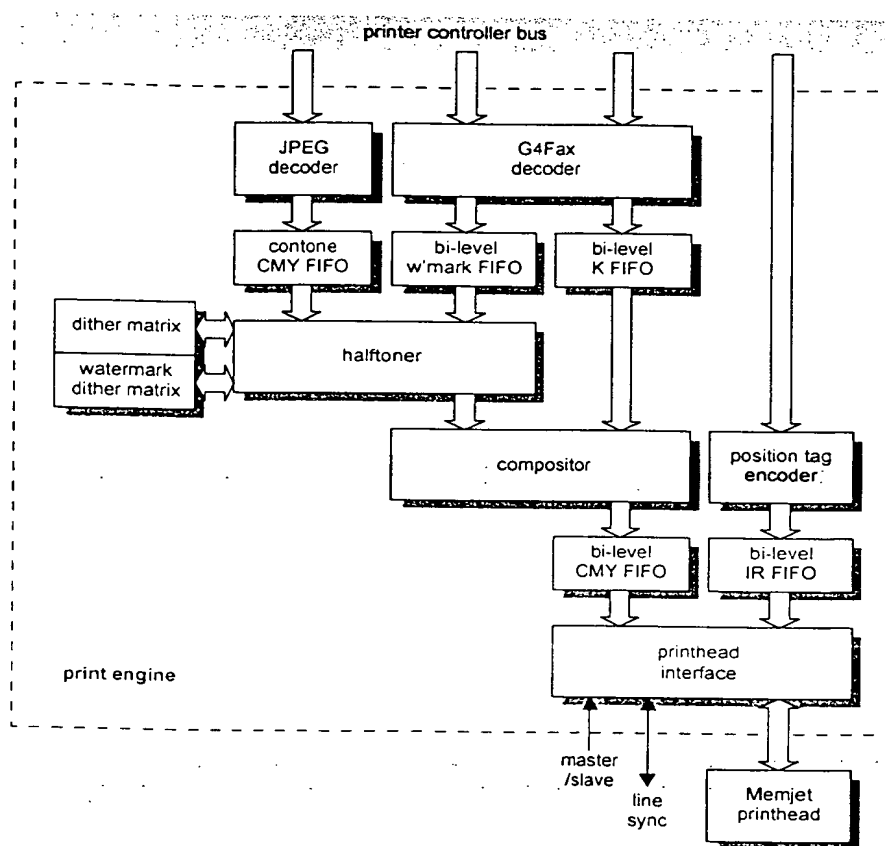 printer controller bus
JPEG
decoder
G4Fax
decoder
contone
CMY FIFO
bi-level
w'mark FIFO
bi-level
K FIFO
dither matrix
watermark
dither matrix
halftoner
compositor
position tag
encoder
bi-level
CMY FIFO
bi-level
IR FIFO
printhead
interface
print engine
master
/slave
line
sync
Memjet
printhead